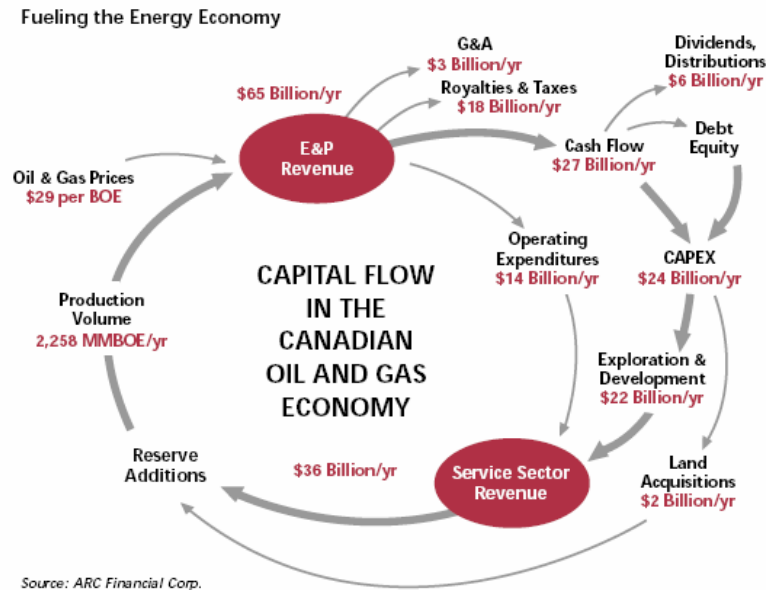 Fueling the Energy Economy
G&A
$3 Billion/yr
Dividends,
Distributions
$6 Billion/yr
$65 Billion/yr
Royalties & Taxes
$18 Billion/yr
E&P
Revenue
Cash Flow
$27 Billion/yr
Debt
Equity
Oil & Gas Prices
$29 per BOE
Operating
Expenditures
$14 Billion/yr
CAPEX
$24 Billion/yr
CAPITAL FLOW
IN THE
CANADIAN
OIL AND GAS
ECONOMY
Production
Volume
2,258 MMBOE/yr
Exploration &
Development
$22 Billion/yr
Reserve
Additions
$36 Billion/yr
Service Sector
Revenue
Land
Acquisitions
$2 Billion/yr
Source: ARC Financial Corp.